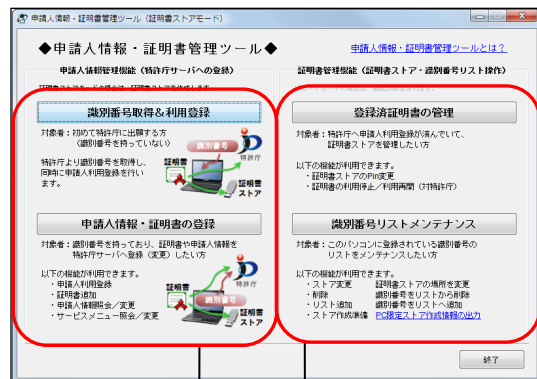 申請人情報・証明書管理ツール（証明書ストアモード）
◆申請人情報・証明書管理ツール◆
申請人情報・証明書管理ツールとは？
申請人情報管理機能（特許庁サーバへの登録）
証明書管理機能（証明書ストア・識別番号リスト操作）
識別番号取得＆利用登録
対象者：初めて特許庁に出願する方
（識別番号を持っていない）
特許庁より識別番号を取得し、
同時に申請人利用登録を行い
ます。
識別番号
特許庁
証明書
証明書
ストア
登録済証明書の管理
対象者：特許庁へ申請人利用登録が済んでいて、
証明書ストアを管理したい方
以下の機能が利用できます。
・証明書ストアのPin変更
・証明書の利用停止／利用再開（対特許庁）
申請人情報・証明書の登録
対象者：識別番号を持っており、証明書や申請人情報を
特許庁サーバへ登録（変更）したい方
以下の機能が利用できます。
・申請人利用登録
・証明書追加
・申請人情報照会／変更
・サービスメニュー照会／変更
証明書
識別番号
特許庁
証明書
ストア
識別番号リストメンテナンス
対象者：このパソコンに登録されている識別番号の
リストをメンテナンスしたい方
以下の機能が利用できます。
・ストア変更　証明書ストアの場所を変更
・削除　識別番号をリストから削除
・リスト追加　識別番号をリストへ追加
・ストア作成準備　PC限定ストア作成情報の出力
終了